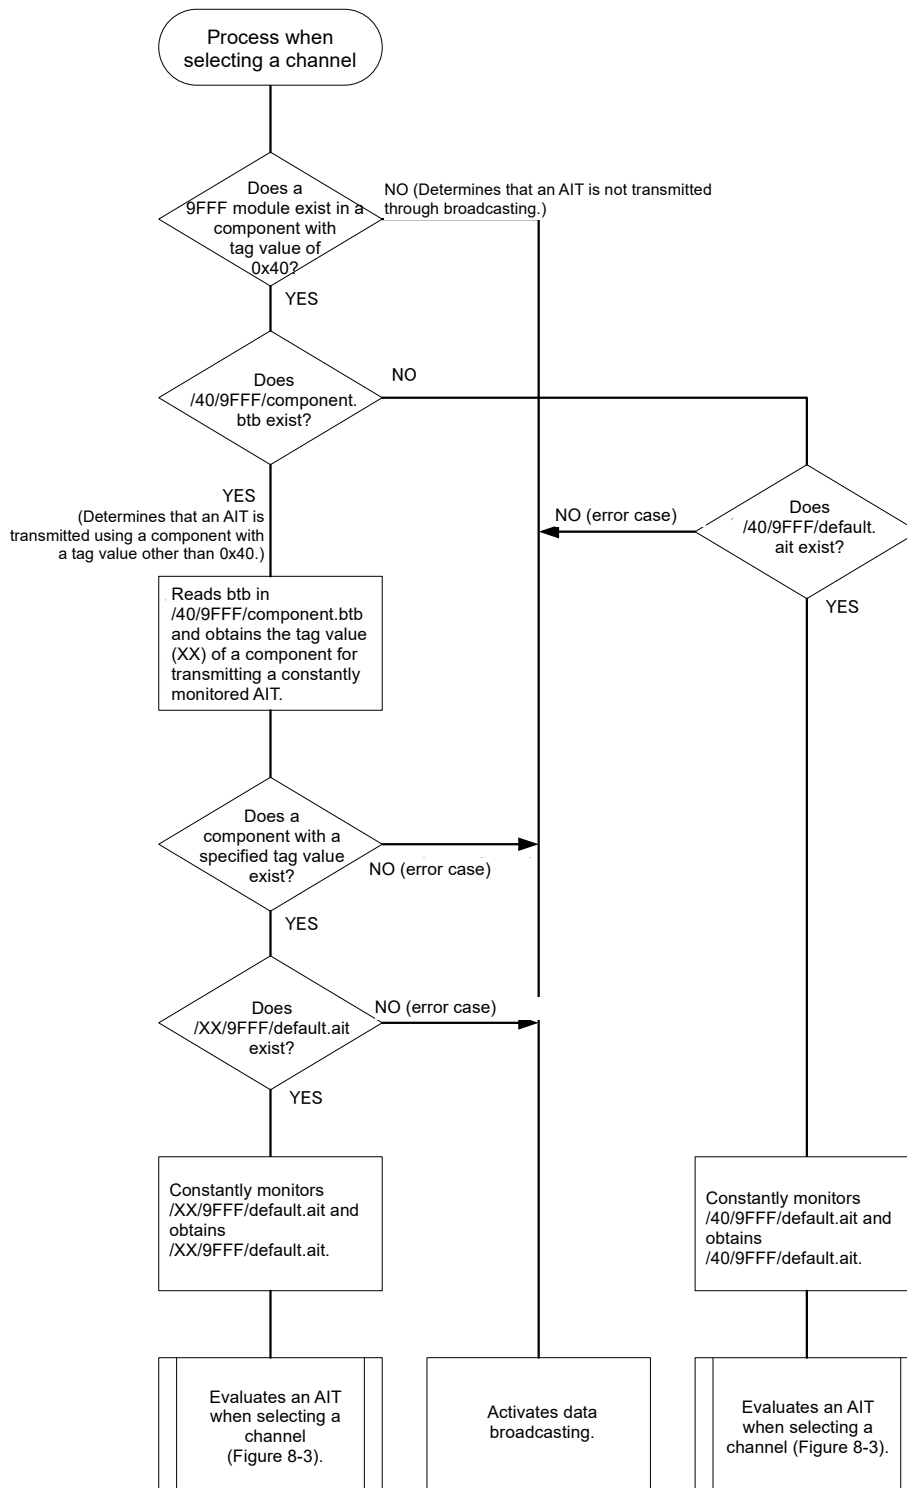 Process when
selecting a channel
Does a
9FFF module exist in a
component with
tag value of
0x40?
NO (Determines that an AIT is not transmitted
through broadcasting.)
YES
Does
/40/9FFF/component.
btb exist?
NO
YES
(Determines that an AIT is
transmitted using a component with
a tag value other than 0x40.)
Does
/40/9FFF/default.
ait exist?
NO (error case)
YES
Reads btb in
/40/9FFF/component.btb
and obtains the tag value
(XX) of a component for
transmitting a constantly
monitored AIT.
Does a
component with a
specified tag value
exist?
NO (error case)
YES
Does
/XX/9FFF/default.ait
exist?
NO (error case)
YES
Constantly monitors
/XX/9FFF/default.ait and
obtains
/XX/9FFF/default.ait.
Constantly monitors
/40/9FFF/default.ait and
obtains
/40/9FFF/default.ait.
Evaluates an AIT
when selecting a
channel
(Figure 8-3).
Activates data
broadcasting.
Evaluates an AIT
when selecting a
channel (Figure 8-3).